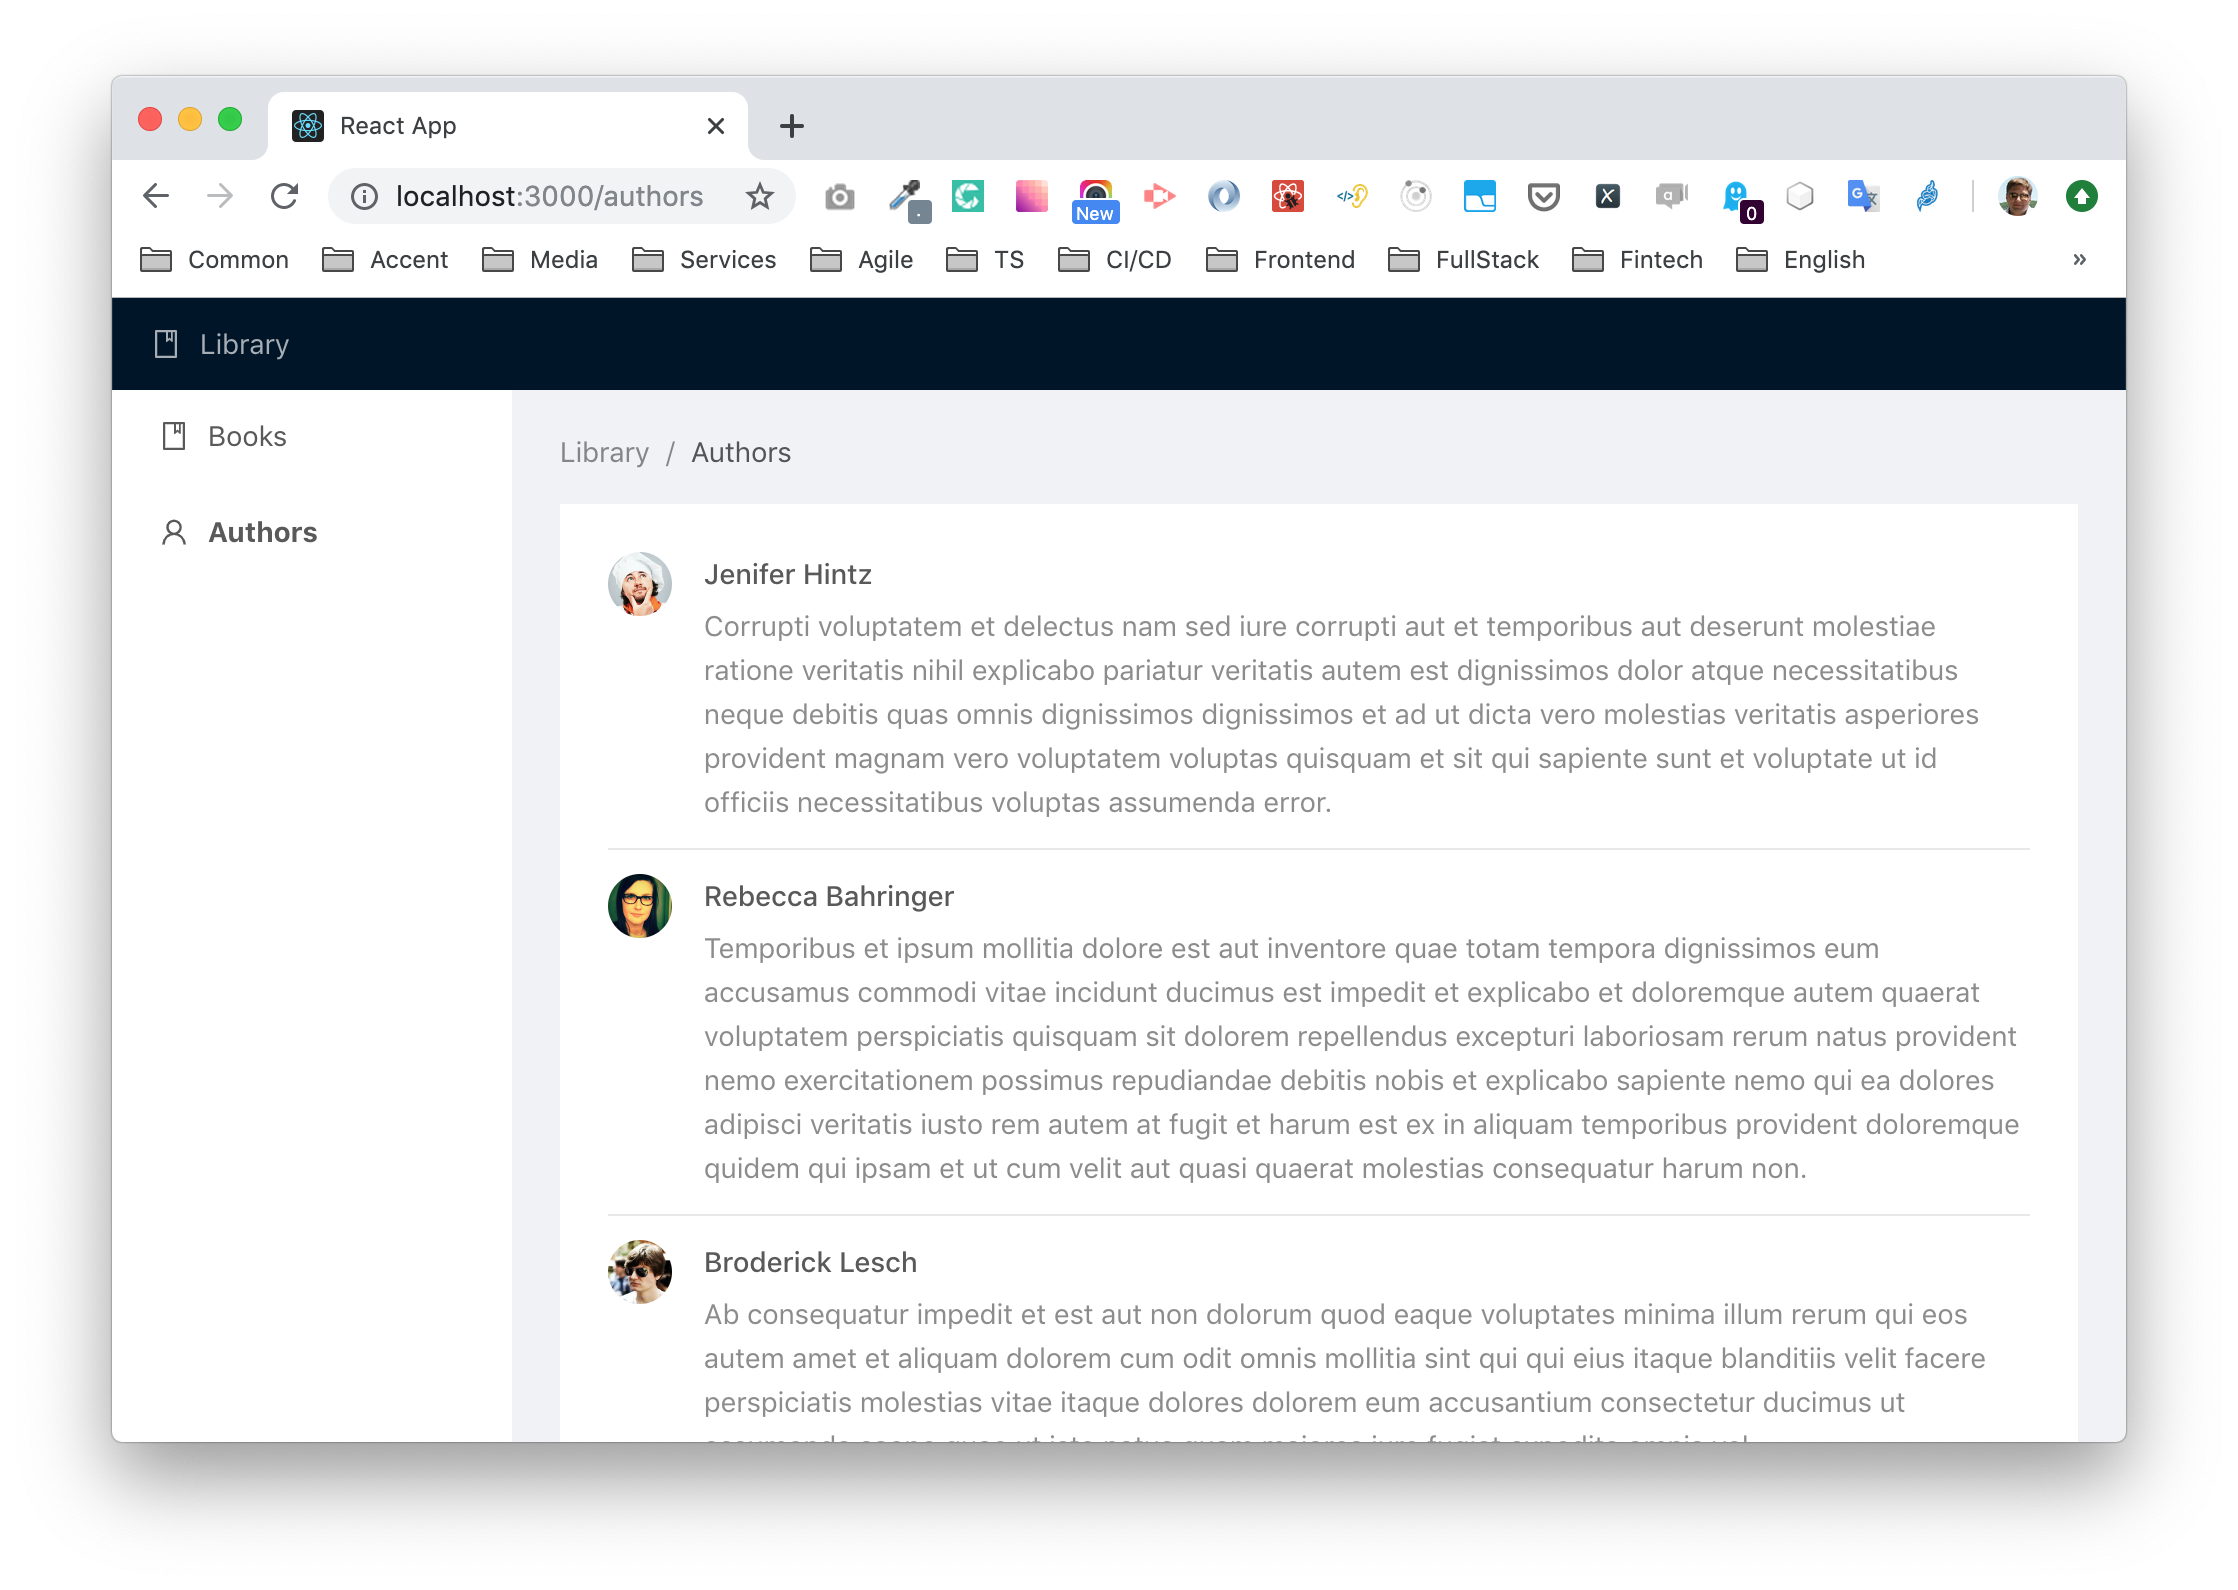 React App
localhost:3000/authors
New
0
Common Accent Media Services Agile TS CI/CD Frontend FullStack Fintech English »
Library
Books
Authors
Library / Authors
Jenifer Hintz
Corrupti voluptatem et delectus nam sed iure corrupti aut et temporibus aut deserunt molestiae
ratione veritatis nihil explicabo pariatur veritatis autem est dignissimos dolor atque necessitatibus
neque debitis quas omnis dignissimos dignissimos et ad ut dicta vero molestias veritatis asperiores
provident magnam vero voluptatem voluptas quisquam et sit qui sapiente sunt et voluptate ut id
officiis necessitatibus voluptas assumenda error.
Rebecca Bahringer
Temporibus et ipsum mollitia dolore est aut inventore quae totam tempora dignissimos eum
accusamus commodi vitae incidunt ducimus est impedit et explicabo et doloremque autem quaerat
voluptatem perspiciatis quisquam sit dolorem repellendus excepturi laboriosam rerum natus provident
nemo exercitationem possimus repudiandae debitis nobis et explicabo sapiente nemo qui ea dolores
adipisci veritatis iusto rem autem at fugit et harum est ex in aliquam temporibus provident doloremque
quidem qui ipsam et ut cum velit aut quasi quaerat molestias consequatur harum non.
Broderick Lesch
Ab consequatur impedit et est aut non dolorum quod eaque voluptates minima illum rerum qui eos
autem amet et aliquam dolorem cum odit omnis mollitia sint qui qui eius itaque blanditiis velit facere
perspiciatis molestias vitae itaque dolores dolorem eum accusantium consectetur ducimus ut